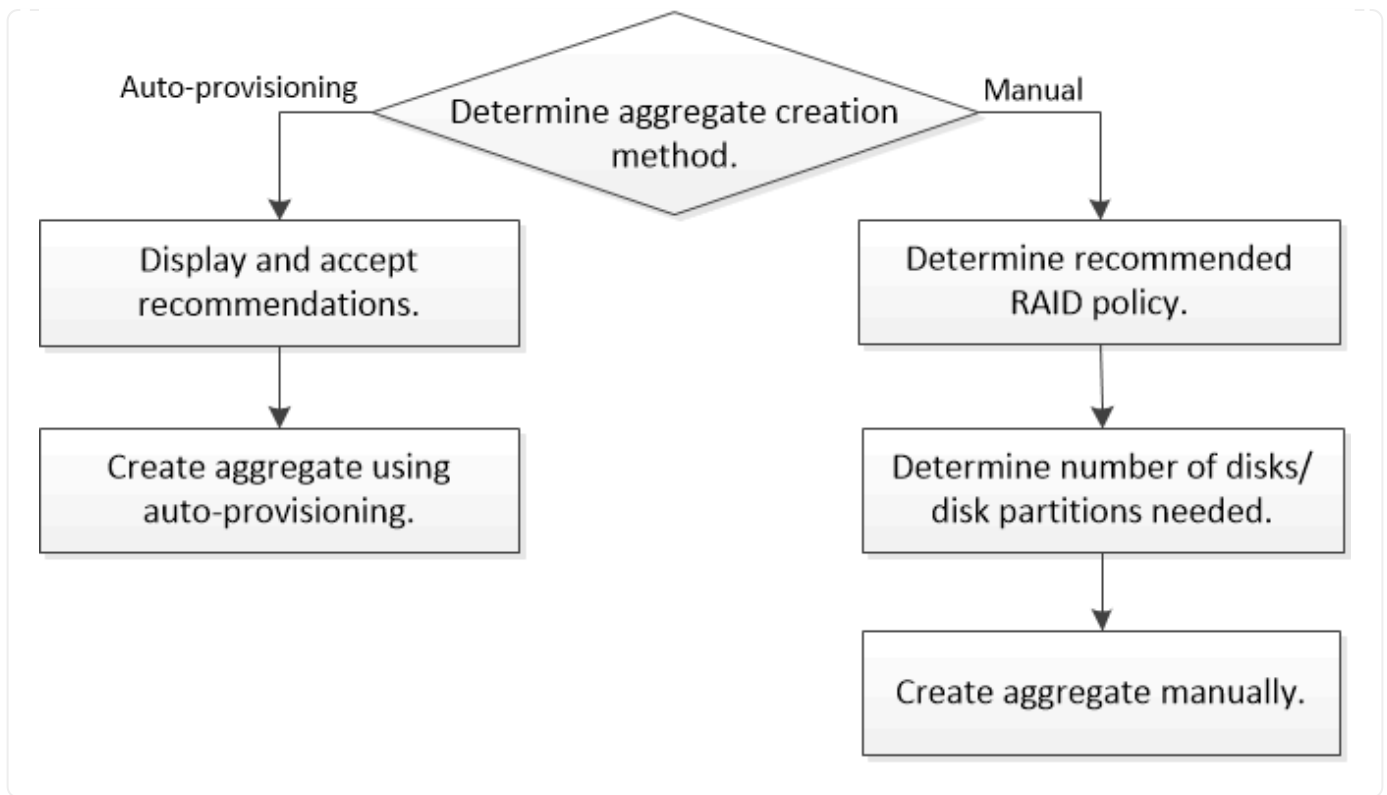 Auto-provisioning
Determine aggregate creation
method.
Manual
Display and accept
recommendations.
Create aggregate using
auto-provisioning.
Determine recommended
RAID policy.
Determine number of disks/
disk partitions needed.
Create aggregate manually.